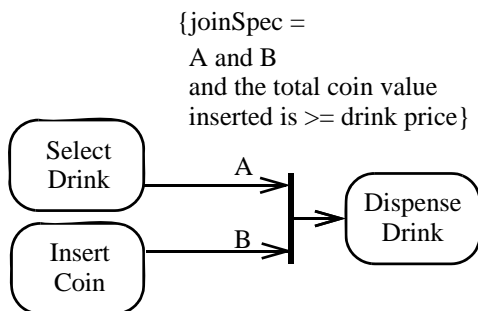 {joinSpec =
A and B
and the total coin value
inserted is >= drink price}
Select
Drink
A
Dispense
Drink
B
Insert
Coin